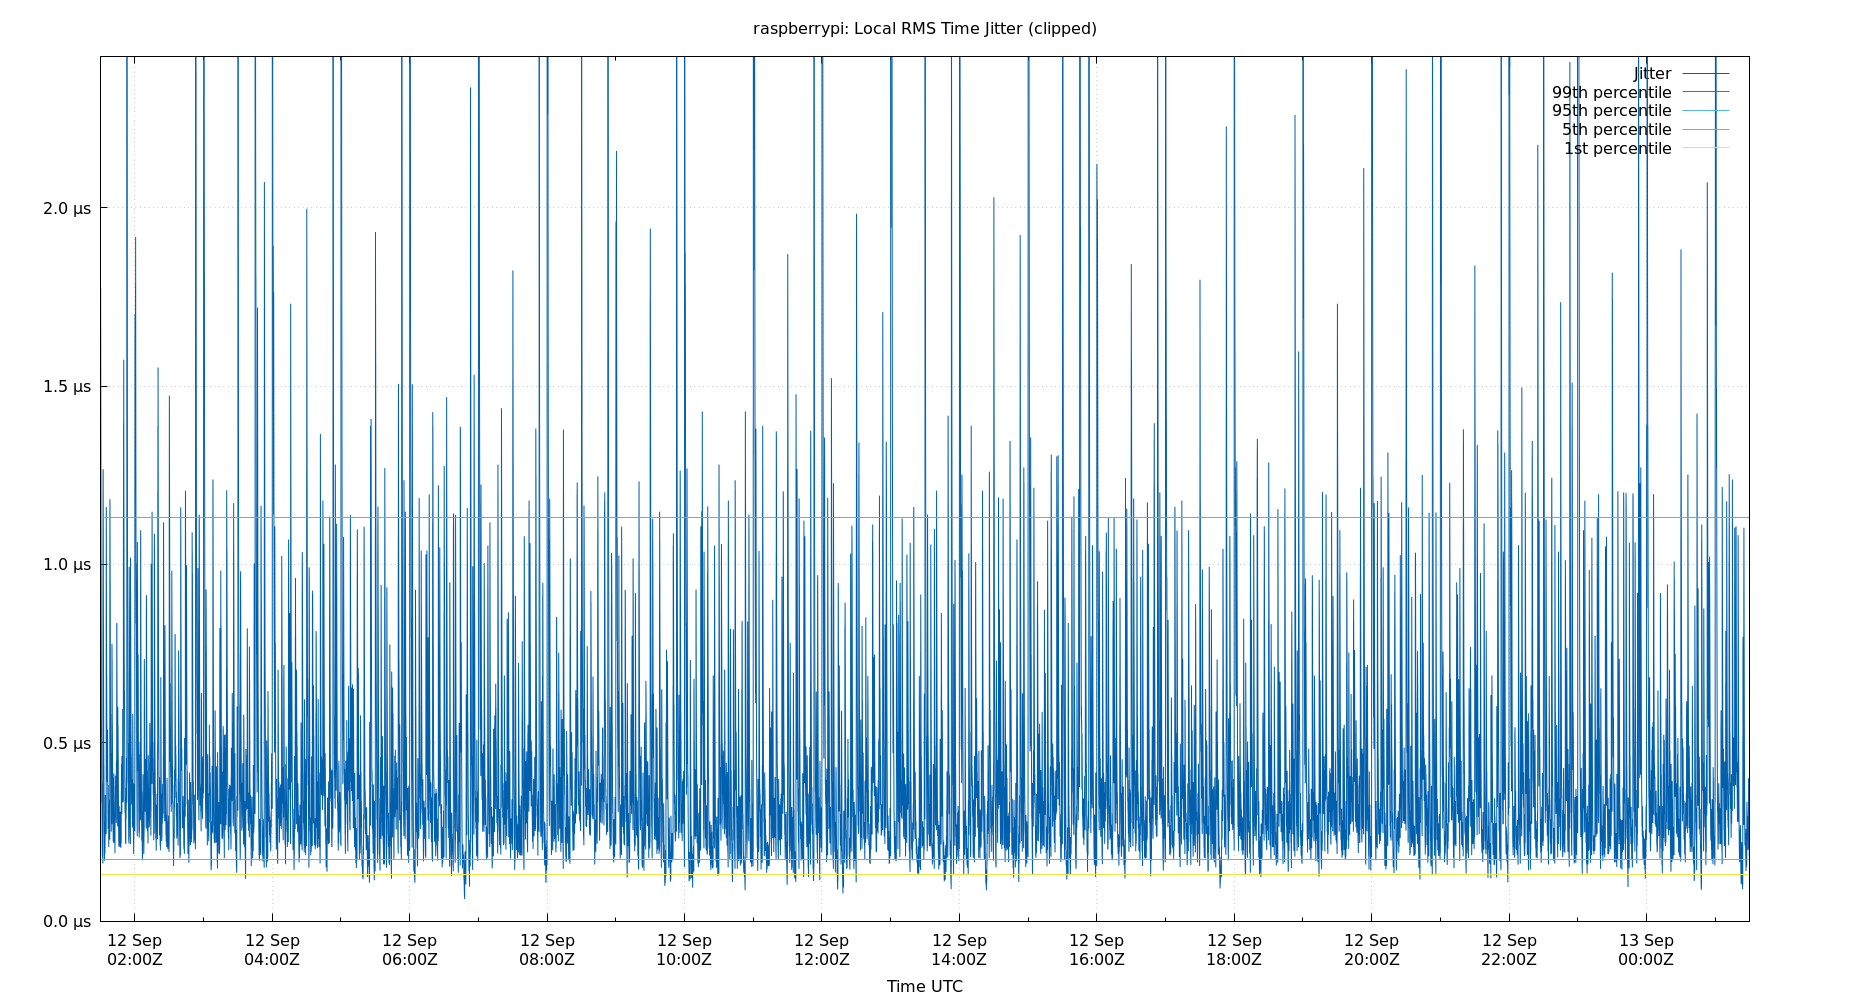 raspberrypi: Local RMS Time Jitter (clipped)
Jitter
99th percentile
95th percentile
5th percentile
1st percentile
2.0 µs
1.5 µs
1.0 µs
0.5 µs
0.0 µs
12 Sep 12 Sep 12 Sep 12 Sep 12 Sep 12 Sep 12 Sep 12 Sep 12 Sep 12 Sep 12 Sep 13 Sep
02:00Z 04:00Z 06:00Z 08:00Z 10:00Z 12:00Z 14:00Z 16:00Z 18:00Z 20:00Z 22:00Z 00:00Z
Time UTC